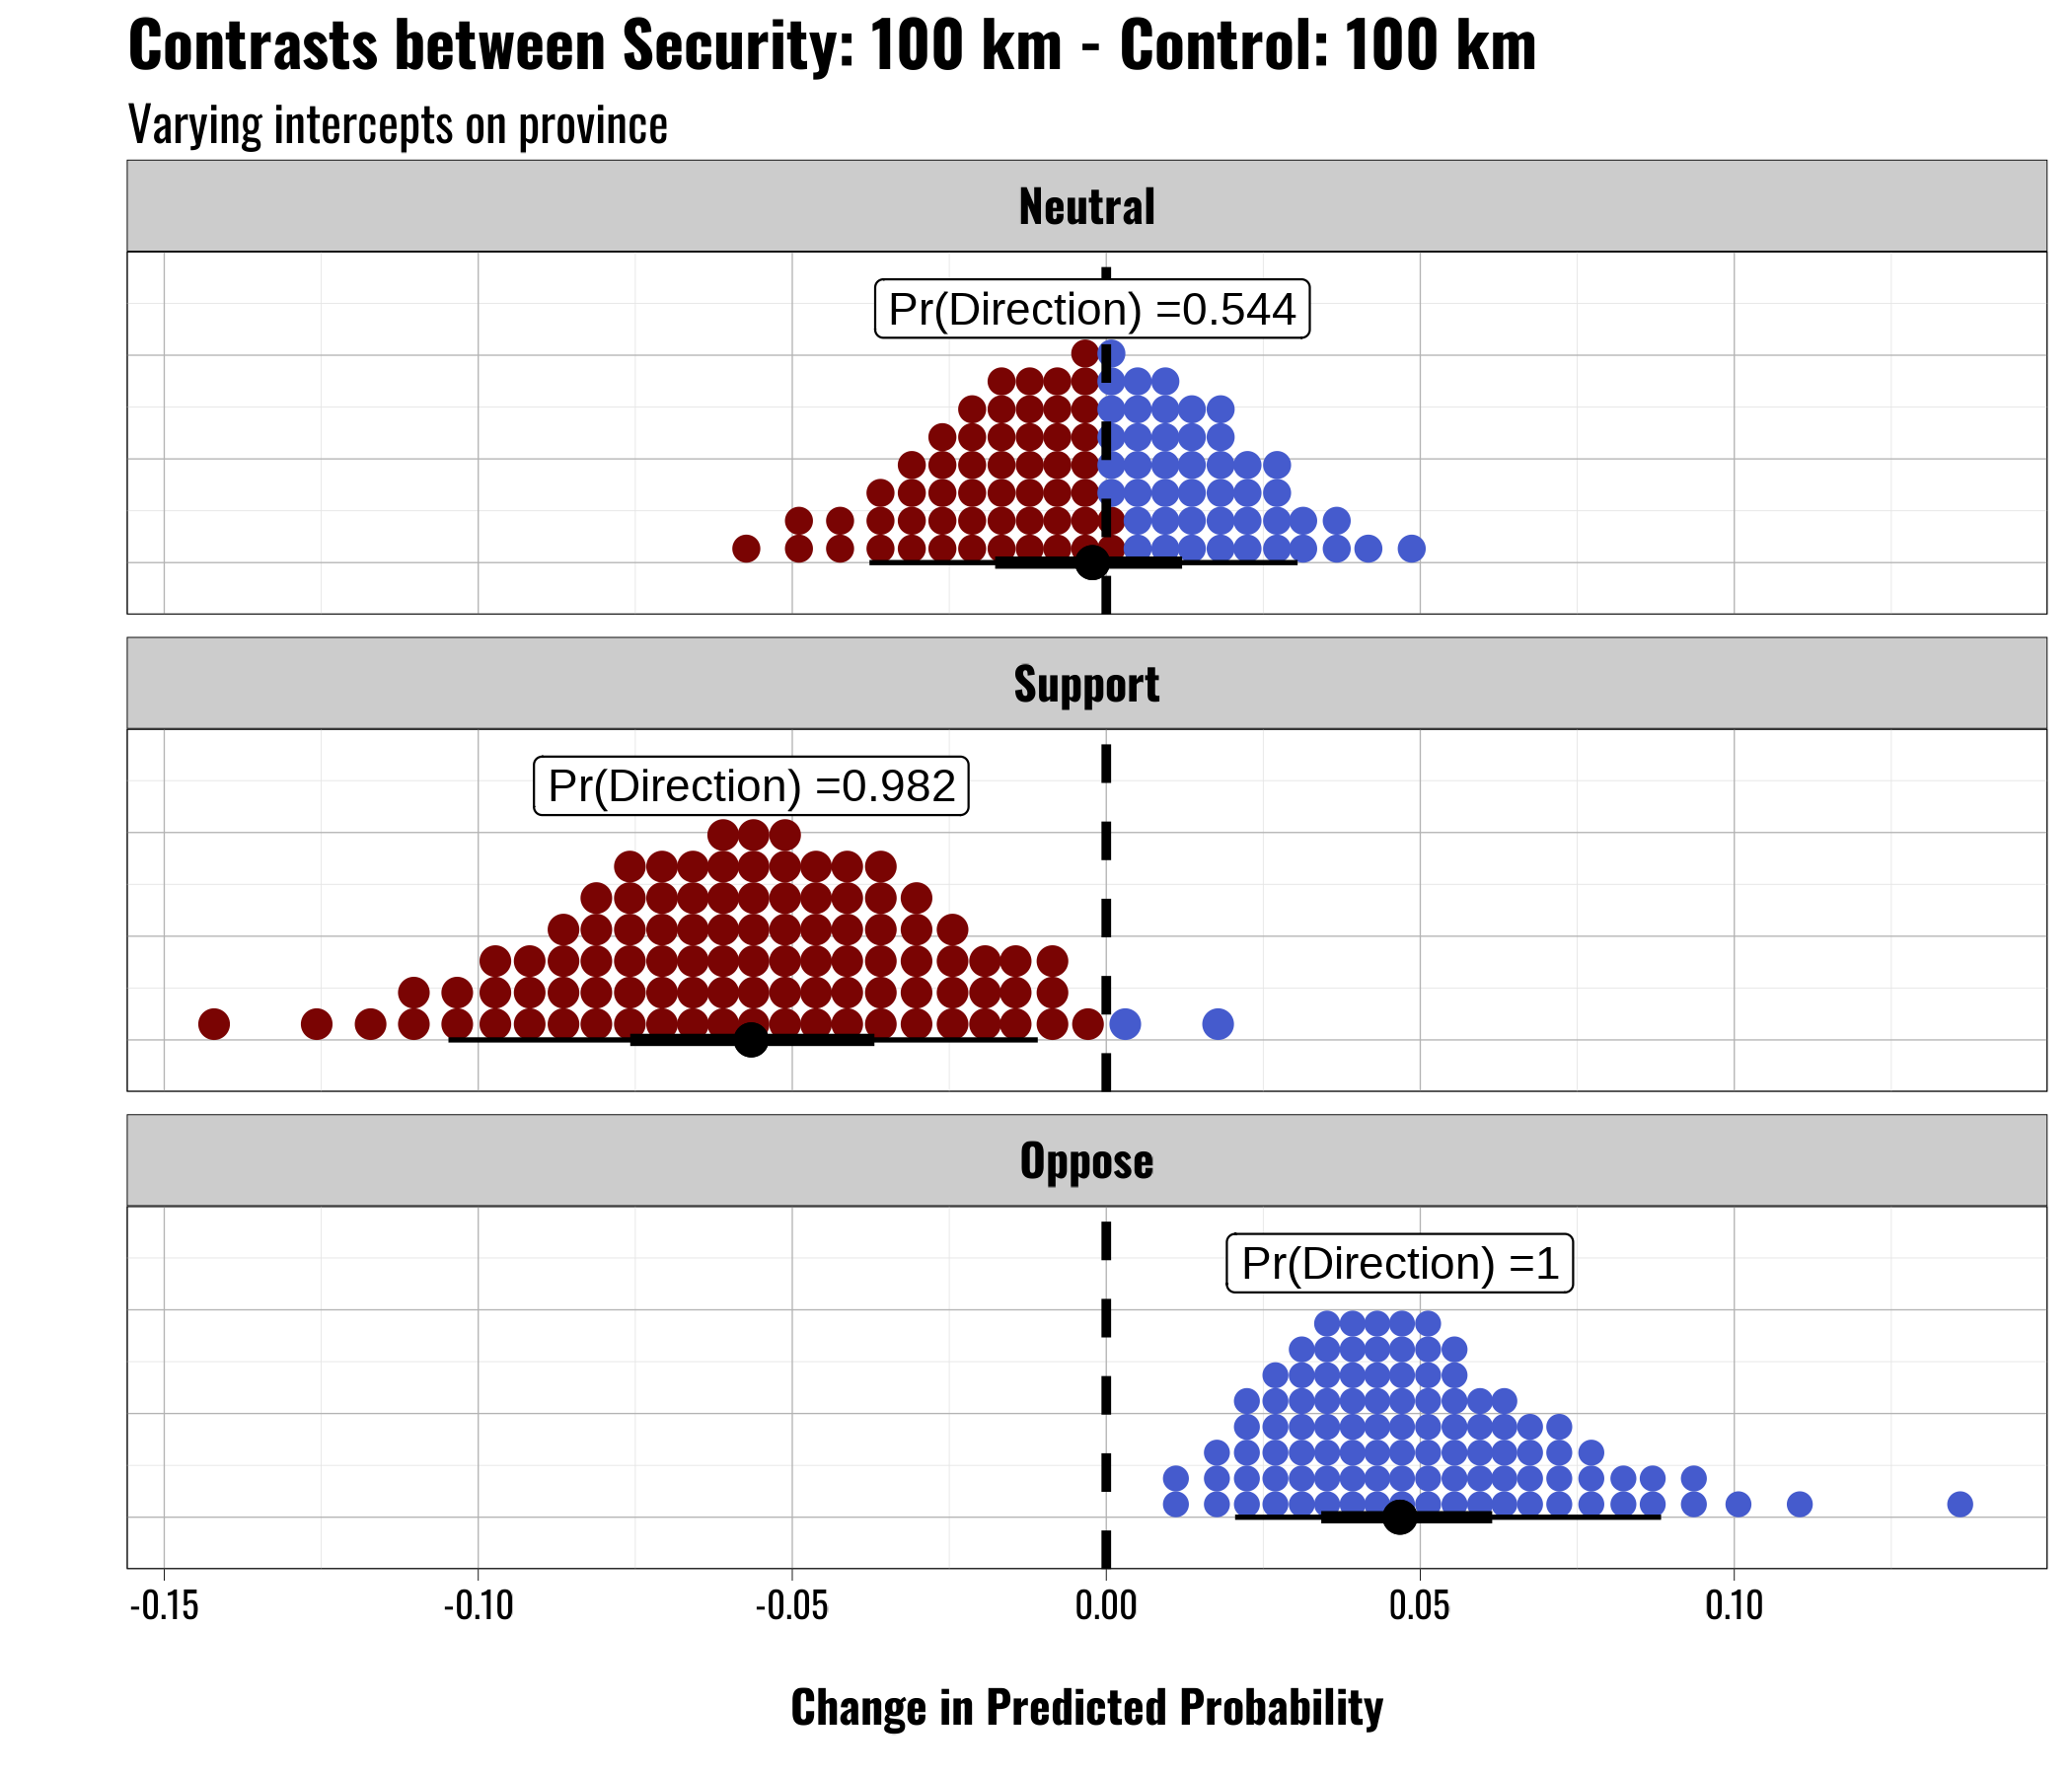 Contrasts between Security: 100 km - Control: 100 km
Varying intercepts on province
Neutral
Pr(Direction) =0.544
Support
Pr(Direction) =0.982
Oppose
Pr(Direction) =1
-0.15 -0.10 -0.05 0.00 0.05 0.10
Change in Predicted Probability